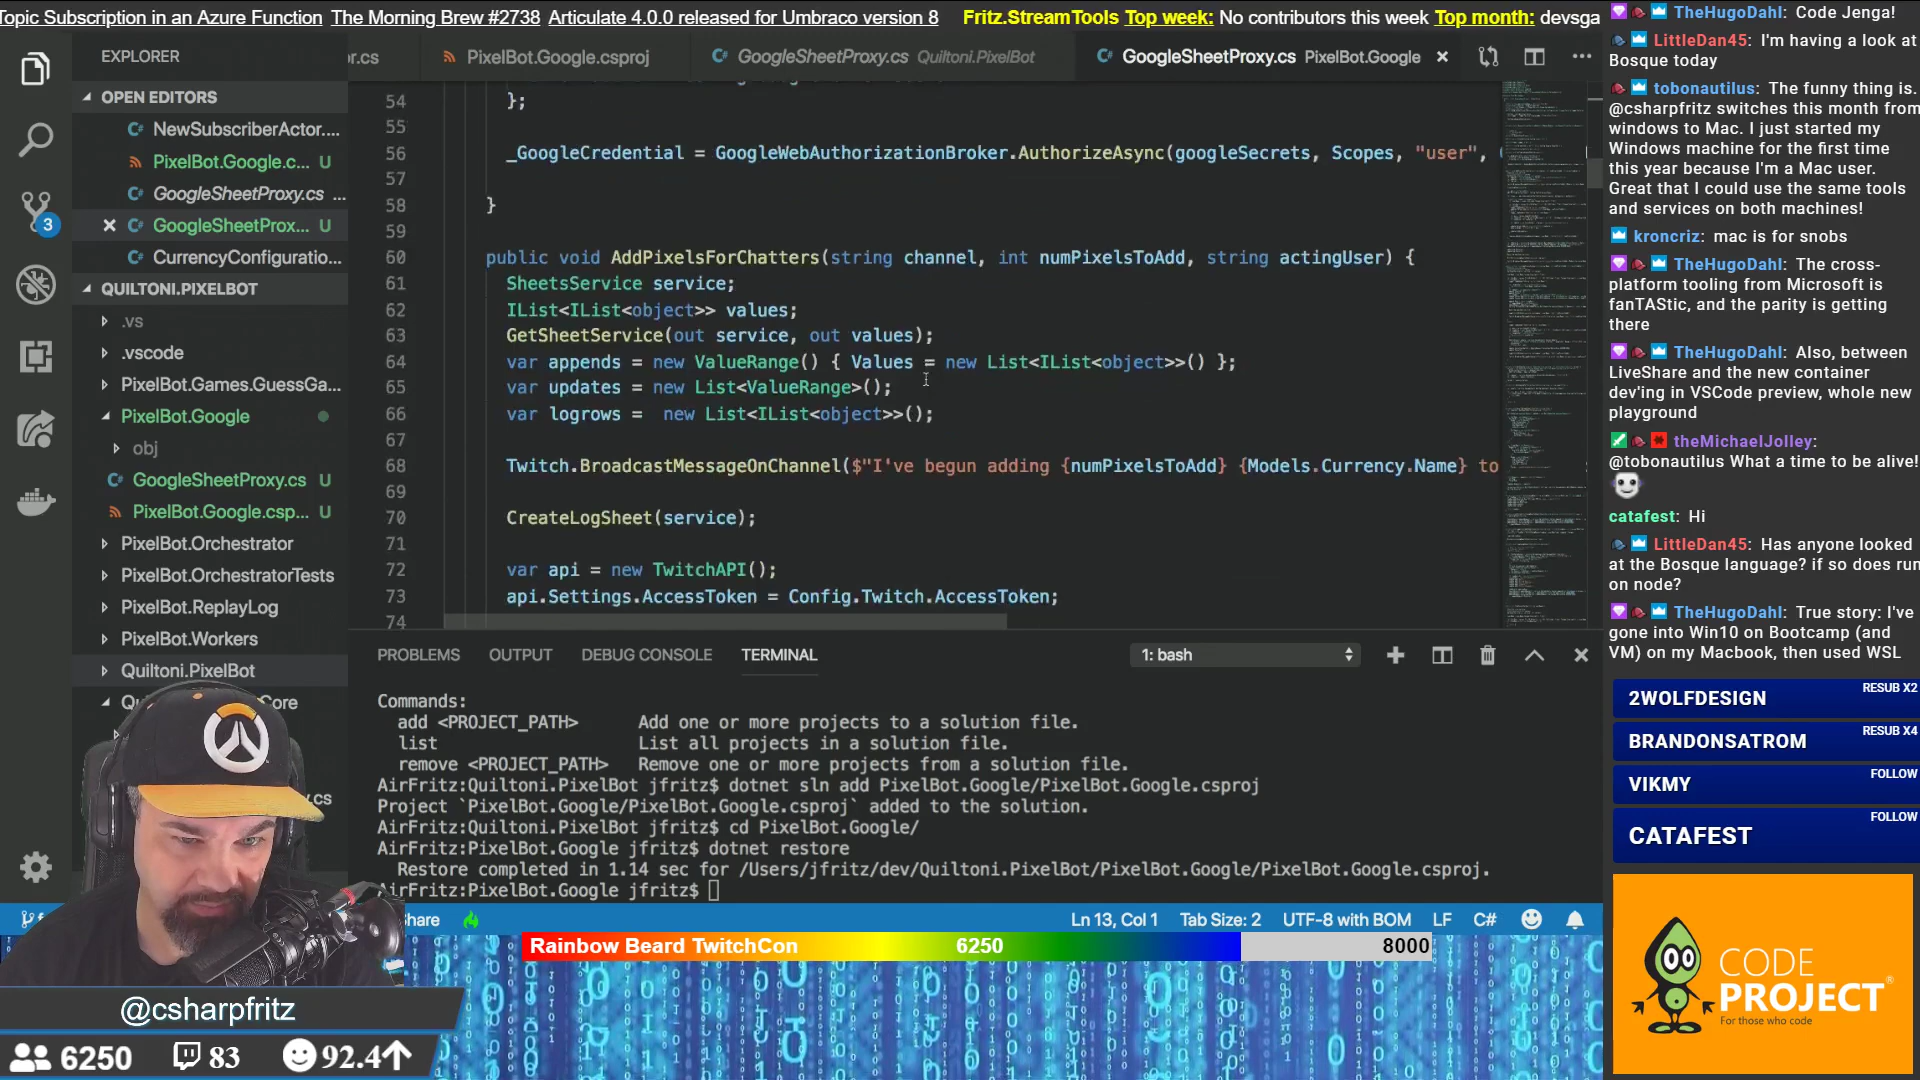 Topic Subscription in an Azure Function The Morning Brew #2738 Articulate 4.0.0 released for Umbraco version 8 Fritz.StreamTools Top week: No contributors this week Top month: devsga
EXPLORER
OPEN EDITORS
NewSubscriberActor....
PixelBot.Google.c... U
GoogleSheetProxy.cs ...
GoogleSheetProx... U
CurrencyConfiguratio...
QUILTONI.PIXELBOT
.vs
.vscode
PixelBot.Games.GuessGa...
PixelBot.Google
obj
GoogleSheetProxy.cs U
PixelBot.Google.csp... U
PixelBot.Orchestrator
PixelBot.OrchestratorTests
PixelBot.ReplayLog
PixelBot.Workers
Quiltoni.PixelBot
3
or.cs PixelBot.Google.csproj GoogleSheetProxy.cs Quiltoni.PixelBot GoogleSheetProxy.cs PixelBot.Google
54 };
55
56 _GoogleCredential = GoogleWebAuthorizationBroker.AuthorizeAsync(googleSecrets, Scopes, "user",
57
58 }
59
60 public void AddPixelsForChatters(string channel, int numPixelsToAdd, string actingUser) {
61 SheetsService service;
62 IList<IList<object>> values;
63 GetSheetService(out service, out values);
64 var appends = new ValueRange() { Values = new List<IList<object>>() };
65 var updates = new List<ValueRange>();
66 var logrows =  new List<IList<object>>();
67
68 Twitch.BroadcastMessageOnChannel($"I've begun adding {numPixelsToAdd} {Models.Currency.Name} to
69
70 CreateLogSheet(service);
71
72 var api = new TwitchAPI();
73 api.Settings.AccessToken = Config.Twitch.AccessToken;
74
PROBLEMS OUTPUT DEBUG CONSOLE TERMINAL 1: bash
Commands:
add <PROJECT_PATH> Add one or more projects to a solution file.
list List all projects in a solution file.
remove <PROJECT_PATH> Remove one or more projects from a solution file.
AirFritz:Quiltoni.PixelBot jfritz$ dotnet sln add PixelBot.Google/PixelBot.Google.csproj
Project `PixelBot.Google/PixelBot.Google.csproj` added to the solution.
AirFritz:Quiltoni.PixelBot jfritz$ cd PixelBot.Google/
AirFritz:PixelBot.Google jfritz$ dotnet restore
Restore completed in 1.14 sec for /Users/jfritz/dev/Quiltoni.PixelBot/PixelBot.Google/PixelBot.Google.csproj.
AirFritz:PixelBot.Google jfritz$
Share Ln 13, Col 1 Tab Size: 2 UTF-8 with BOM LF C#
Rainbow Beard TwitchCon 6250 8000
@csharpfritz
6250 83 92.4
TheHugoDahl: Code Jenga!
LittleDan45: I'm having a look at
Bosque today
tobonautilus: The funny thing is.
@csharpfritz switches this month from
windows to Mac. I just started my
Windows machine for the first time
this year because I'm a Mac user.
Great that I could use the same tools
and services on both machines!
kroncriz: mac is for snobs
TheHugoDahl: The cross-
platform tooling from Microsoft is
fanTAStic, and the parity is getting
there
TheHugoDahl: Also, between
LiveShare and the new container
dev'ing in VSCode preview, whole new
playground
theMichaelJolley:
@tobonautilus What a time to be alive!
catafest: Hi
LittleDan45: Has anyone looked
at the Bosque language? if so does run
on node?
TheHugoDahl: True story: I've
gone into Win10 on Bootcamp (and
VM) on my Macbook, then used WSL
2WOLFDESIGN RESUB X2
BRANDONSATROM RESUB X4
VIKMY FOLLOW
CATAFEST FOLLOW
CODE
PROJECT®
For those who code